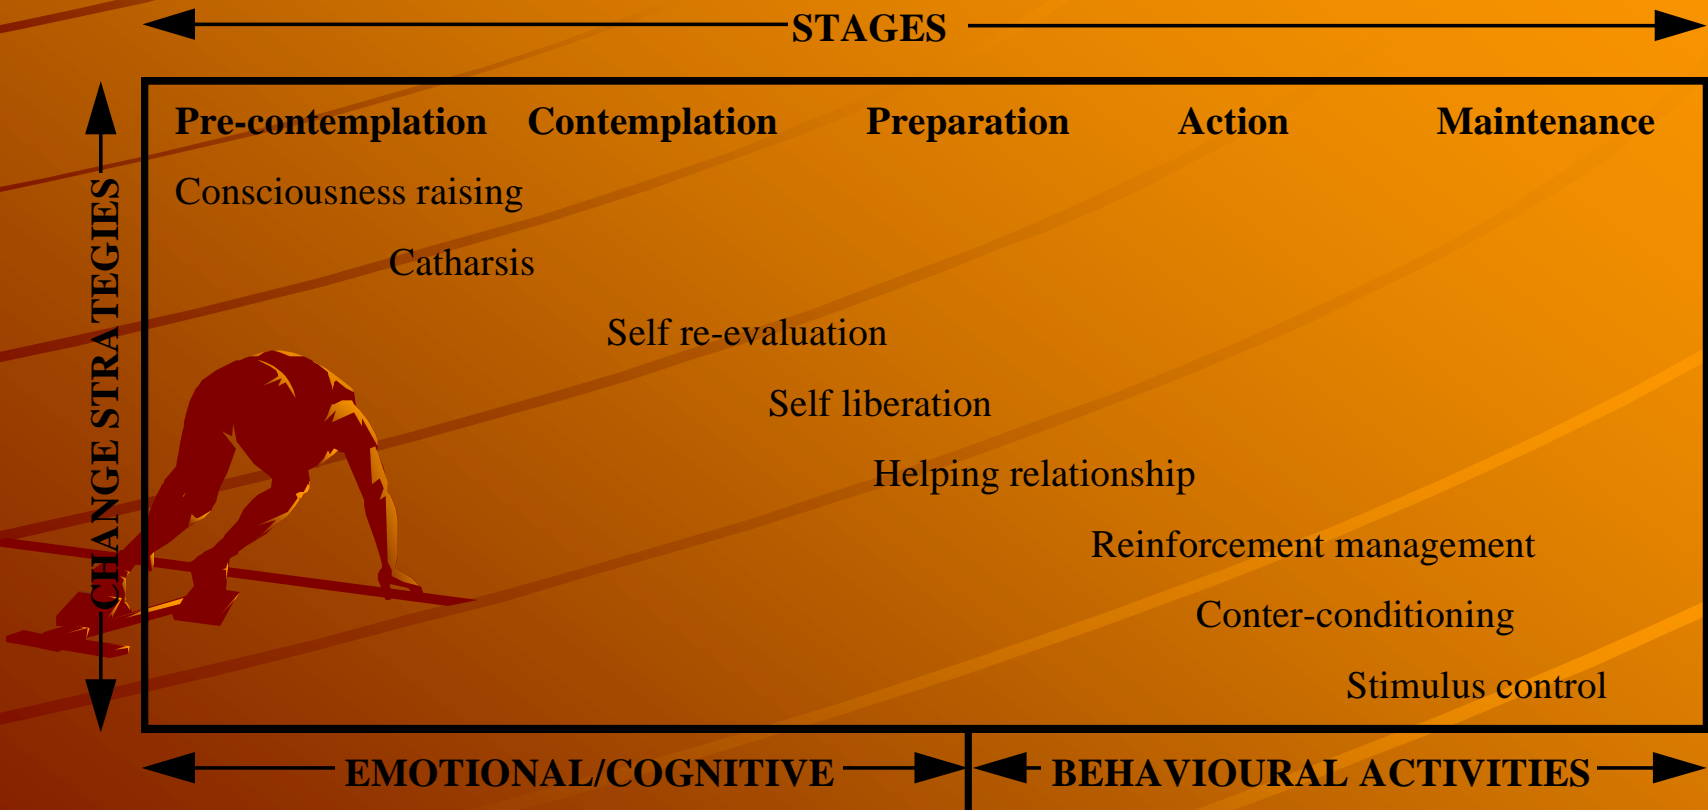 STAGES
Pre-contemplation Contemplation Preparation Action Maintenance
Consciousness raising
Catharsis
Self re-evaluation
Self liberation
Helping relationship
Reinforcement management
Conter-conditioning
Stimulus control
CHANGE STRATEGIES
EMOTIONAL/COGNITIVE BEHAVIOURAL ACTIVITIES